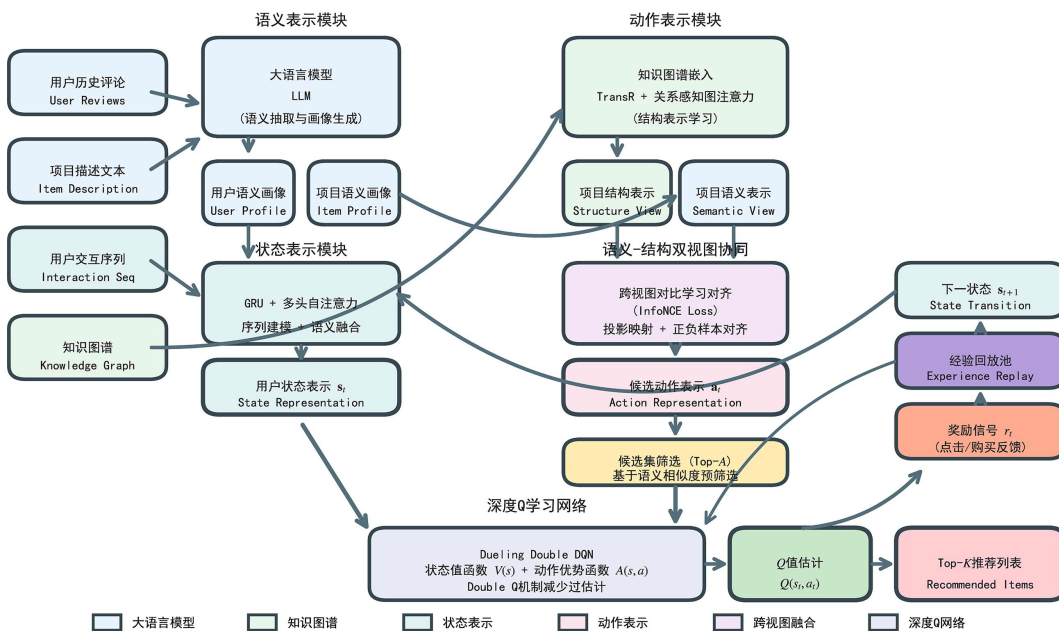 语义表示模块
动作表示模块
用户历史评论
User Reviews
大语言模型
LLM
(语义抽取与画像生成)
知识图谱嵌入
TransR + 关系感知图注意力
(结构表示学习)
项目描述文本
Item Description
用户语义画像
User Profile
项目语义画像
Item Profile
项目结构表示
Structure View
项目语义表示
Semantic View
状态表示模块
语义-结构双视图协同
用户交互序列
Interaction Seq
GRU + 多头自注意力
序列建模 + 语义融合
跨视图对比学习对齐
(InfoNCE Loss)
投影映射 + 正负样本对齐
下一状态 s_{t+1}
State Transition
知识图谱
Knowledge Graph
经验回放池
Experience Replay
用户状态表示 s_t
State Representation
候选动作表示 a_t
Action Representation
奖励信号 r_t
(点击/购买反馈)
候选集筛选 (Top-A)
基于语义相似度预筛选
深度Q学习网络
Dueling Double DQN
状态值函数 V(s) + 动作优势函数 A(s,a)
Double Q机制减少过估计
Q值估计
Q(s_t,a_t)
Top-K推荐列表
Recommended Items
大语言模型
知识图谱
状态表示
动作表示
跨视图融合
深度Q网络